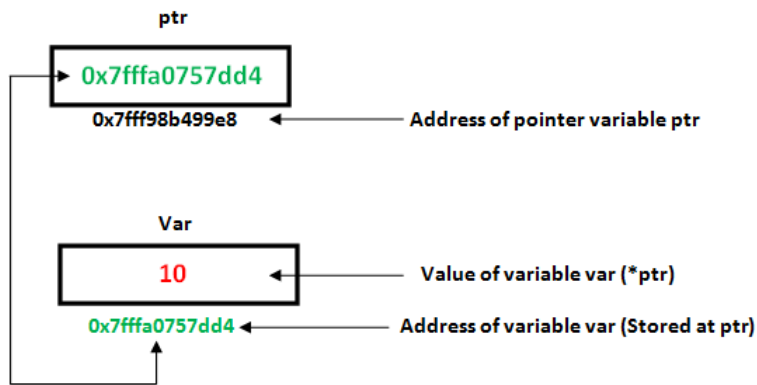 ptr
0x7fffa0757dd4
0x7fff98b499e8 Address of pointer variable ptr
Var
10 Value of variable var (*ptr)
0x7fffa0757dd4 Address of variable var (Stored at ptr)